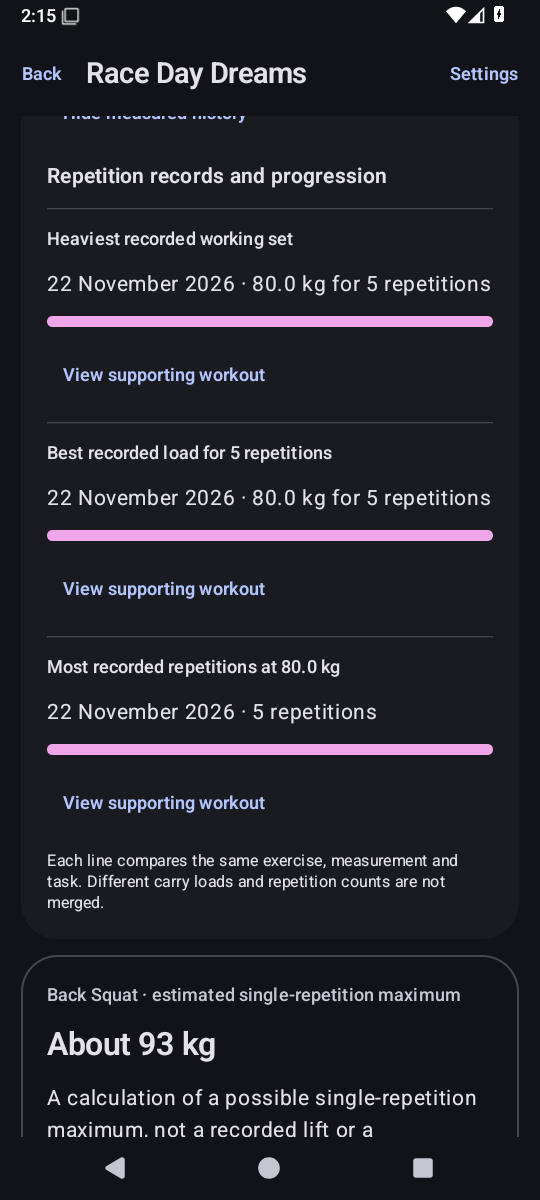 2:15
Back
Race Day Dreams
Settings
Hide measured history
Repetition records and progression
Heaviest recorded working set
22 November 2026 · 80.0 kg for 5 repetitions
View supporting workout
Best recorded load for 5 repetitions
22 November 2026 · 80.0 kg for 5 repetitions
View supporting workout
Most recorded repetitions at 80.0 kg
22 November 2026 · 5 repetitions
View supporting workout
Each line compares the same exercise, measurement and
task. Different carry loads and repetition counts are not
merged.
Back Squat · estimated single-repetition maximum
About 93 kg
A calculation of a possible single-repetition
maximum, not a recorded lift or a